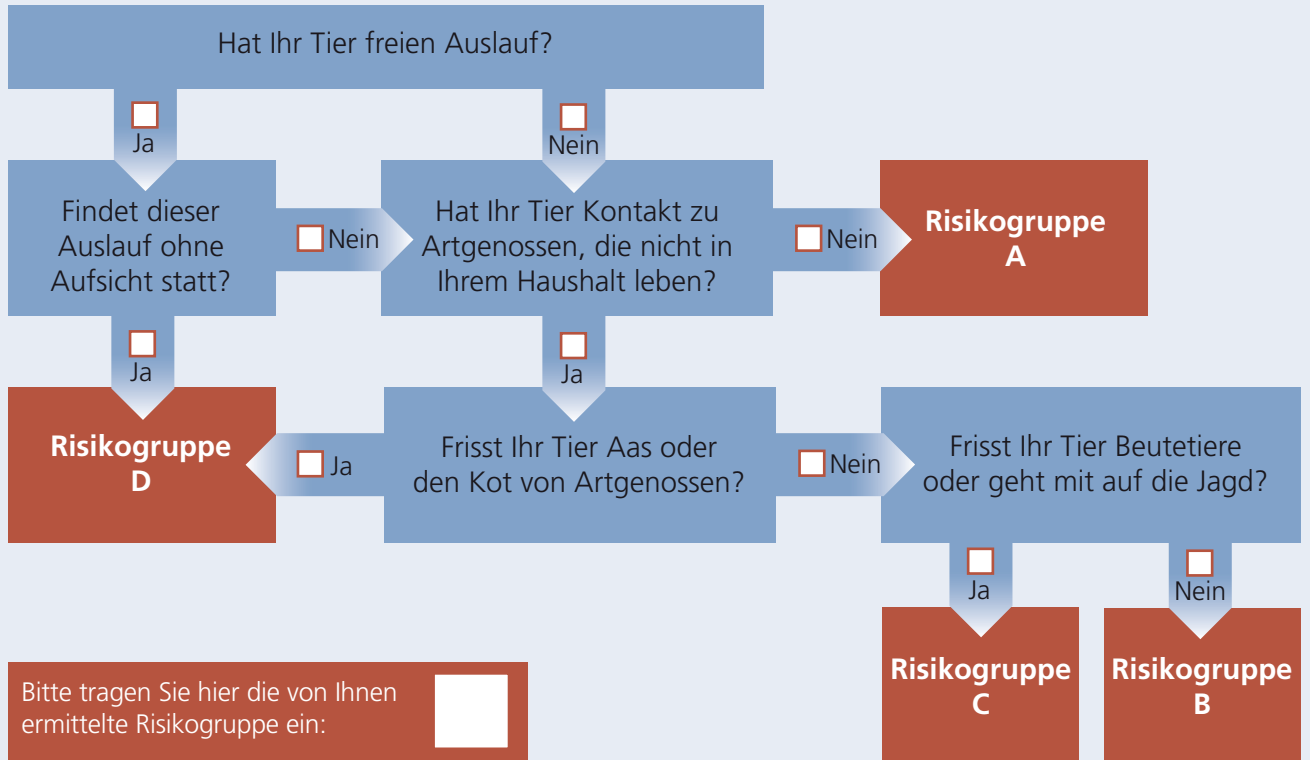 Hat Ihr Tier freien Auslauf?
Ja
Nein
Findet dieser
Auslauf ohne
Aufsicht statt?
Nein
Hat Ihr Tier Kontakt zu
Artgenossen, die nicht in
Ihrem Haushalt leben?
Nein
Risikogruppe
A
Ja
Ja
Risikogruppe
D
Ja
Frisst Ihr Tier Aas oder
den Kot von Artgenossen?
Nein
Frisst Ihr Tier Beutetiere
oder geht mit auf die Jagd?
Ja
Nein
Risikogruppe
C
Risikogruppe
B
Bitte tragen Sie hier die von Ihnen
ermittelte Risikogruppe ein: